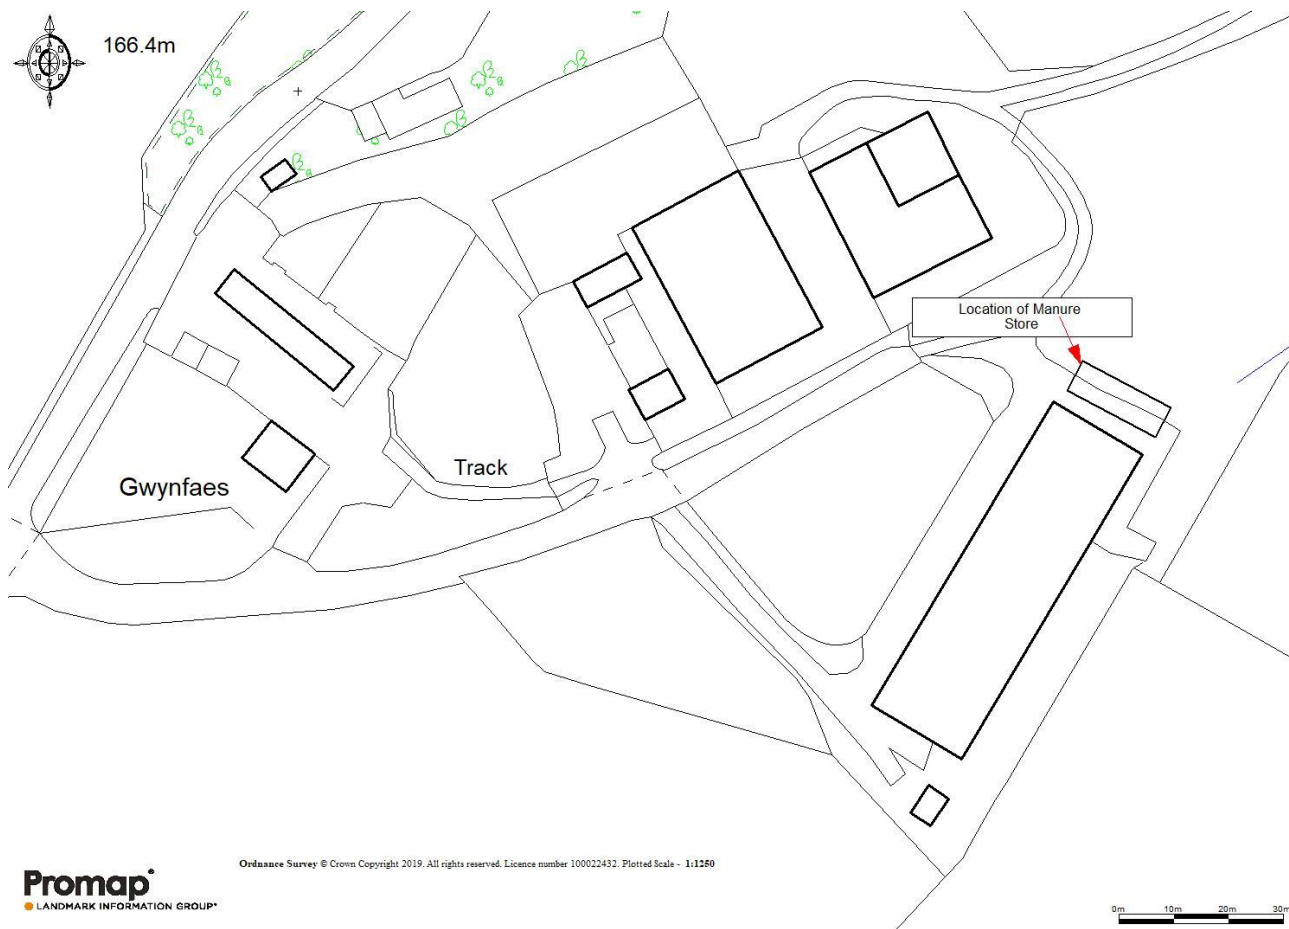 166.4m
Location of Manure
Store
Track
Gwynfaes
Ordnance Survey © Crown Copyright 2019. All rights reserved. Licence number 100022432. Plotted Scale - 1:1250
Promap®
LANDMARK INFORMATION GROUP®
0m 10m 20m 30m